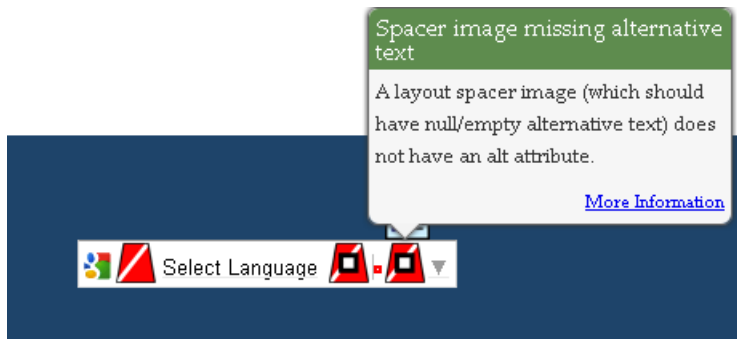 Spacer image missing alternative
text
A layout spacer image (which should
have null/empty alternative text) does
not have an alt attribute.
More Information
Select Language